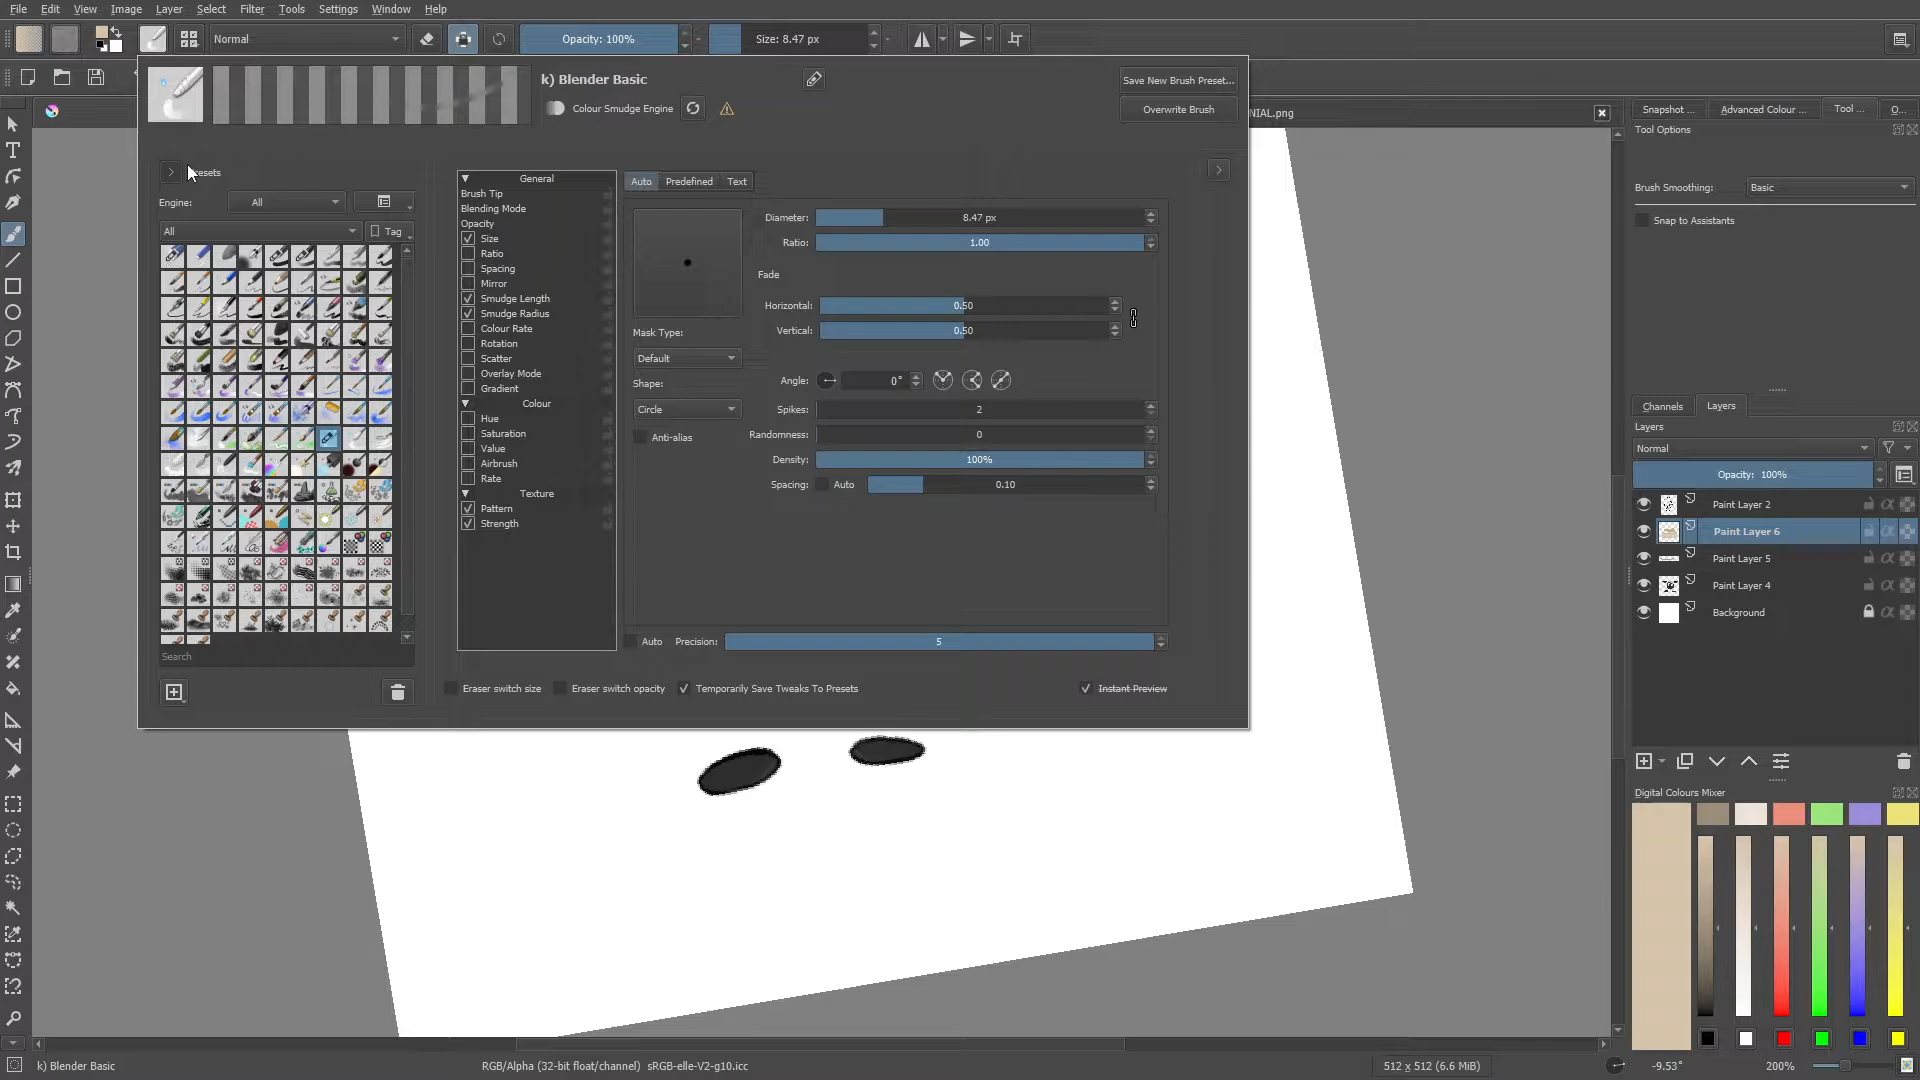 File Edit View Image Layer Select Filter Tools Settings Window Help
Normal Opacity: 100% Size: 8.47 px
k) Blender Basic Save New Brush Preset...
Colour Smudge Engine Overwrite Brush
NIAL.png Snapshot ... Advanced Colour ... Tool ... O...
Tool Options
Brush Smoothing: Basic
Snap to Assistants
esets
Engine: All
All Tag
Search
General
Brush Tip
Blending Mode
Opacity
Size
Ratio
Spacing
Mirror
Smudge Length
Smudge Radius
Colour Rate
Rotation
Scatter
Overlay Mode
Gradient
Colour
Hue
Saturation
Value
Airbrush
Rate
Texture
Pattern
Strength
Auto Predefined Text
Diameter: 8.47 px
Ratio: 1.00
Fade
Horizontal: 0.50
Vertical: 0.50
Mask Type:
Default
Shape:
Circle
Anti-alias
Angle: 0°
Spikes: 2
Randomness: 0
Density: 100%
Spacing: Auto 0.10
Auto Precision: 5
Eraser switch size Eraser switch opacity Temporarily Save Tweaks To Presets Instant Preview
Channels Layers
Layers
Normal
Opacity: 100%
Paint Layer 2
Paint Layer 6
Paint Layer 5
Paint Layer 4
Background
Digital Colours Mixer
k) Blender Basic RGB/Alpha (32-bit float/channel) sRGB-elle-V2-g10.icc 512 x 512 (6.6 MiB) -9.53° 200%